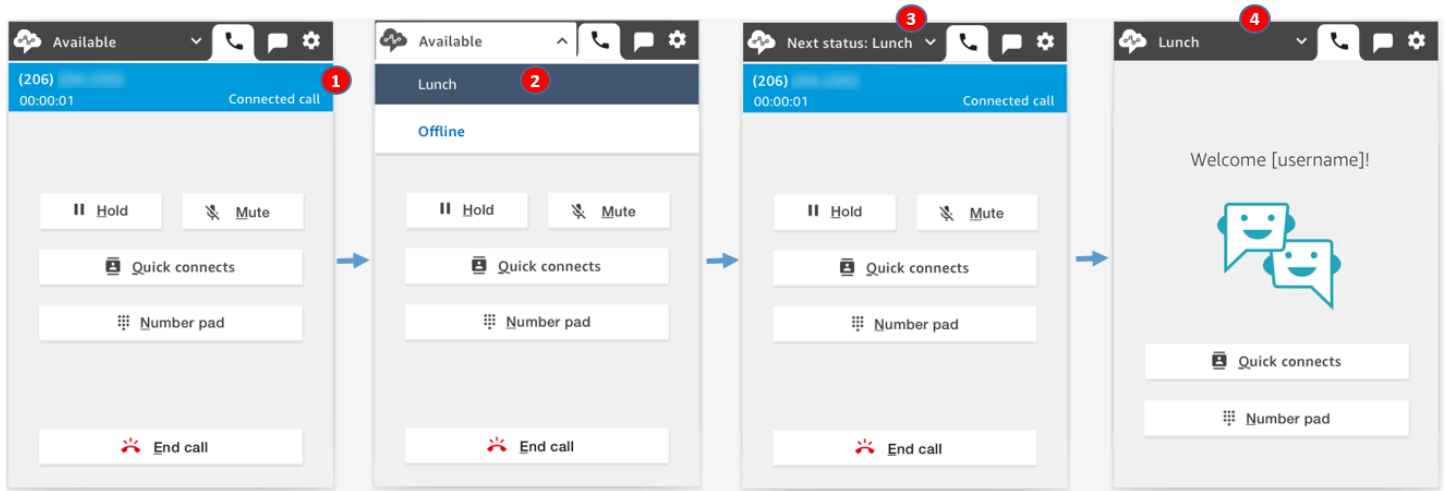 Available
(206)
00:00:01 Connected call
1
Hold Mute
Quick connects
Number pad
End call
Available
Lunch 2
Offline
Hold Mute
Quick connects
Number pad
End call
3
Next status: Lunch
(206)
00:00:01 Connected call
Hold Mute
Quick connects
Number pad
End call
4
Lunch
Welcome [username]!
Quick connects
Number pad